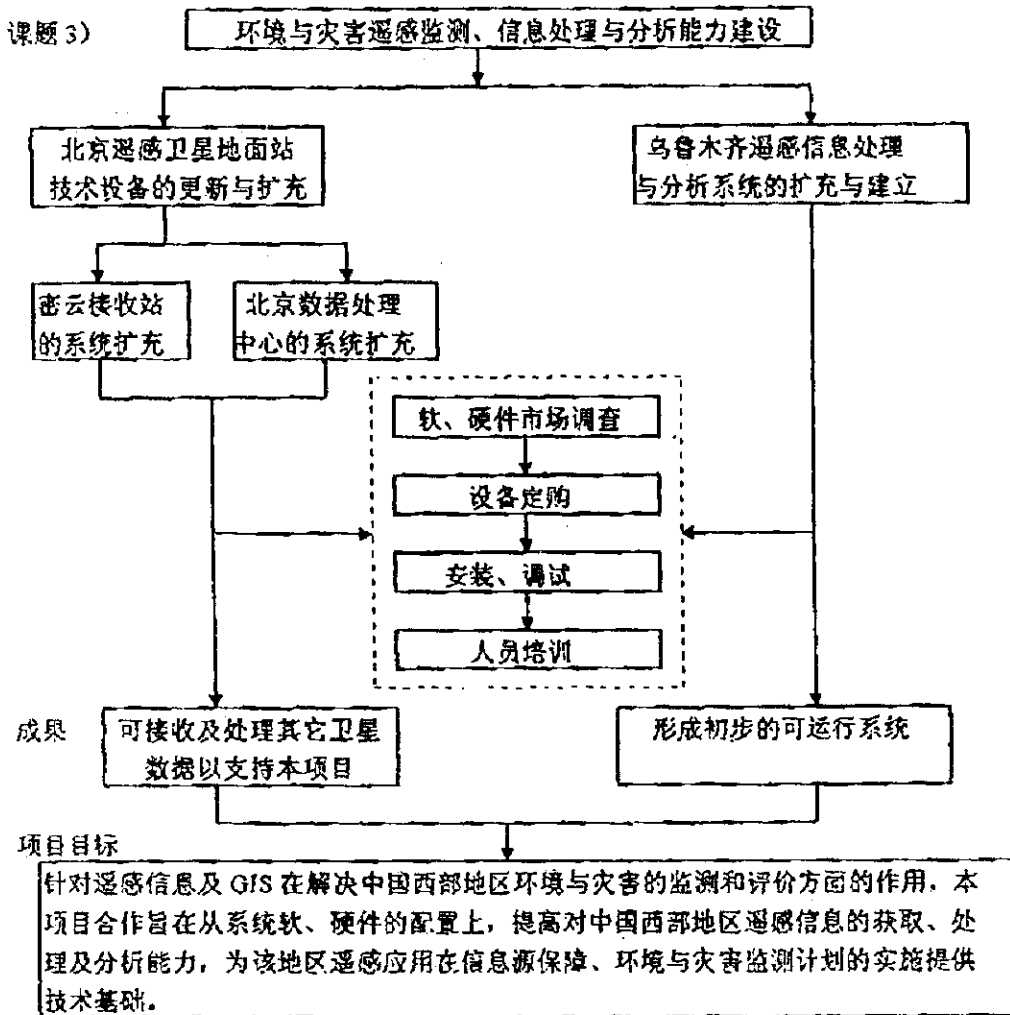 课题3)
环境与灾害遥感监测、信息处理与分析能力建设
北京遥感卫星地面站
技术设备的更新与扩充
乌鲁木齐遥感信息处理
与分析系统的扩充与建立
密云接收站
的系统扩充
北京数据处理
中心的系统扩充
软、硬件市场调查
设备定购
安装、调试
人员培训
成果
可接收及处理其它卫星
数据以支持本项目
形成初步的可运行系统
项目目标
针对遥感信息及 GIS 在解决中国西部地区环境与灾害的监测和评价方面的作用，本
项目合作旨在从系统软、硬件的配置上，提高对中国西部地区遥感信息的获取、处
理及分析能力，为该地区遥感应用在信息源保障、环境与灾害监测计划的实施提供
技术基础。